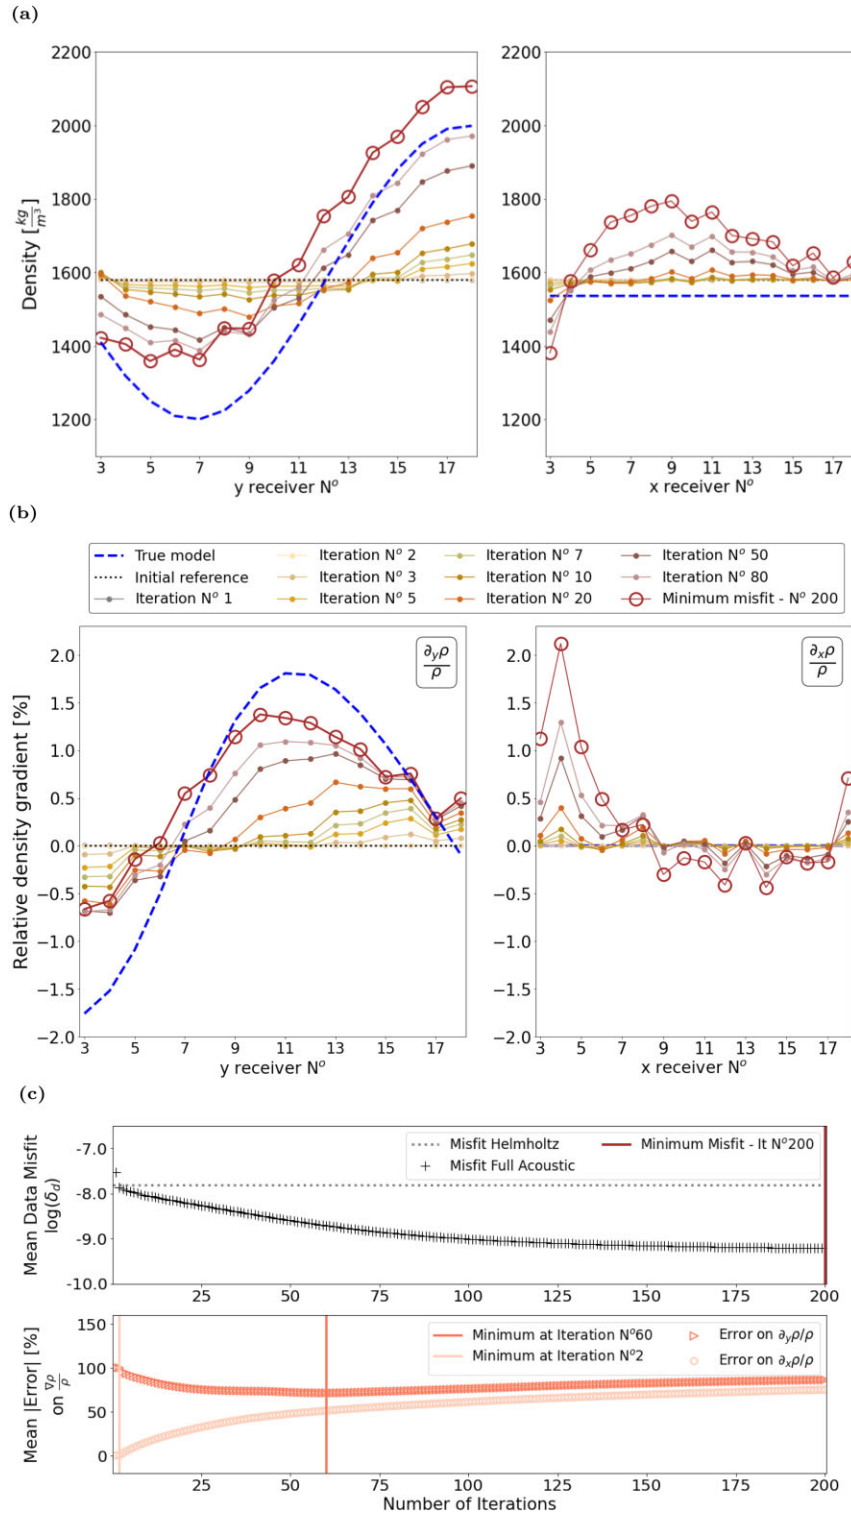 (a)
2200
2000
1800
1600
1400
1200
Density [kg/m³]
3 5 7 9 11 13 15 17
y receiver Nº
2200
2000
1800
1600
1400
1200
3 5 7 9 11 13 15 17
x receiver Nº
(b)
True model
Initial reference
Iteration Nº 1
Iteration Nº 2
Iteration Nº 3
Iteration Nº 5
Iteration Nº 7
Iteration Nº 10
Iteration Nº 20
Iteration Nº 50
Iteration Nº 80
Minimum misfit - Nº 200
Relative density gradient [%]
2.0
1.5
1.0
0.5
0.0
−0.5
−1.0
−1.5
−2.0
∂yρ
ρ
3 5 7 9 11 13 15 17
y receiver Nº
2.0
1.5
1.0
0.5
0.0
−0.5
−1.0
−1.5
−2.0
∂xρ
ρ
3 5 7 9 11 13 15 17
x receiver Nº
(c)
Mean Data Misfit
log(δd)
-7.0
-8.0
-9.0
-10.0
Misfit Helmholtz
Misfit Full Acoustic
Minimum Misfit - It Nº200
25 50 75 100 125 150 175 200
Mean |Error| [%]
on ∇ρ/ρ
150
100
50
0
Minimum at Iteration Nº60
Minimum at Iteration Nº2
Error on ∂yρ/ρ
Error on ∂xρ/ρ
0 25 50 75 100 125 150 175 200
Number of Iterations